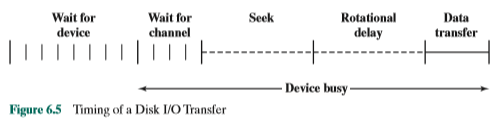 Wait for
device
Wait for
channel
Seek
Rotational
delay
Data
transfer
Device busy
Figure 6.5 Timing of a Disk I/O Transfer